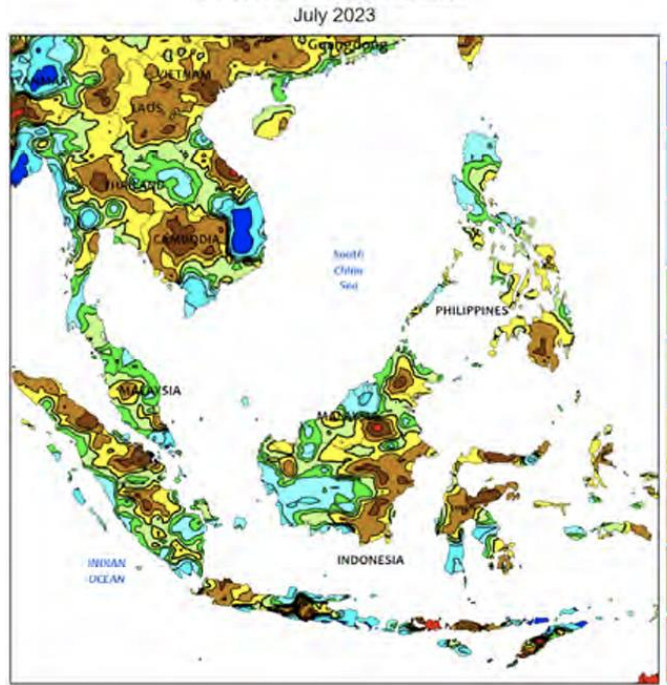 July 2023
Guangdong
VIETNAM
LAOS
THAILAND
CAMBODIA
South
China
Sea
PHILIPPINES
MALAYSIA
MALAYSIA
INDONESIA
INDIAN
OCEAN